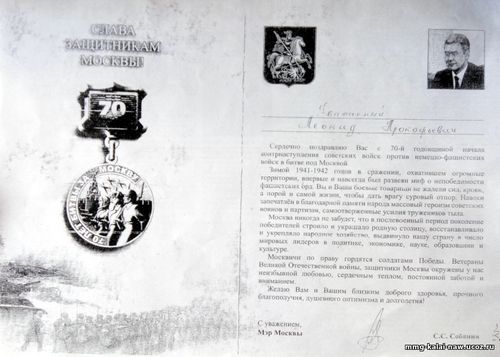 СЛАВА
ЗАЩИТНИКАМ
МОСКВЫ!
70
МОСКВА
Уважаемый
Леонид Прокофьевич
Сердечно поздравляю Вас с 70-й годовщиной начала
контрнаступления советских войск против немецко-фашистских
войск в битве под Москвой.
Зимой 1941-1942 годов в сражении, охватившем огромные
территории, впервые и навсегда был развеян миф о непобедимости
фашистских орд. Вы и Ваши боевые товарищи не жалели сил, крови,
а порой и самой жизни, чтобы дать врагу суровый отпор. Навеки
запечатлён в благодарной памяти народа массовый героизм советских
воинов и партизан, самоотверженные усилия тружеников тыла.
Москва никогда не забудет, что в послевоенный период поколение
победителей строило и украшало родную столицу, восстанавливало
и укрепляло народное хозяйство, выдвинуло нашу страну в число
мировых лидеров в политике, экономике, науке, образовании и
культуре.
Москвичи по праву гордятся солдатами Победы. Ветераны
Великой Отечественной войны, защитники Москвы окружены у нас
неизбывной любовью, сердечным теплом, постоянной заботой и
вниманием.
Желаю Вам и Вашим близким доброго здоровья, прочного
благополучия, душевного оптимизма и долголетия!
С уважением,
Мэр Москвы
С.С. Собянин
mmg-kalai-naw.ucoz.ru